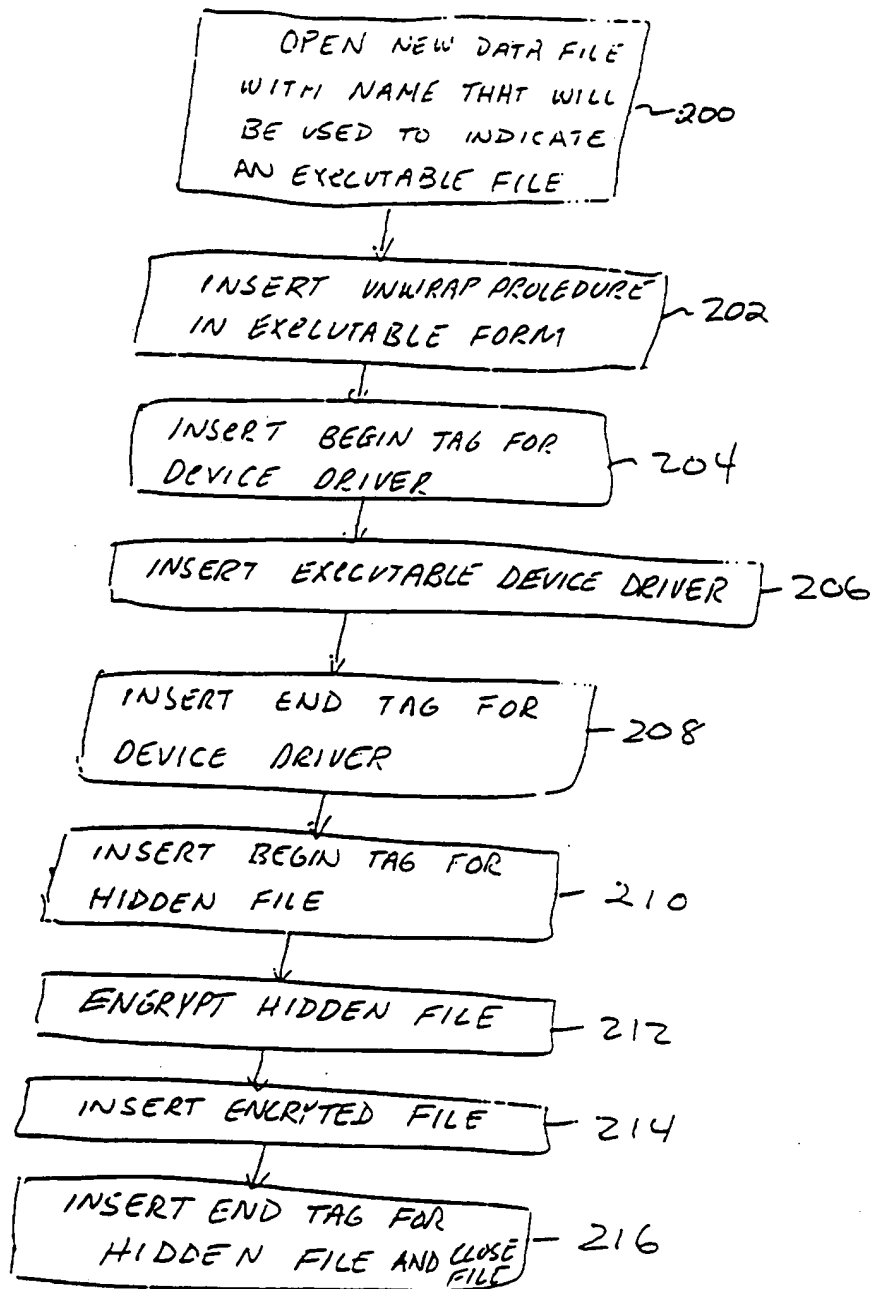 OPEN NEW DATA FILE
WITH NAME THAT WILL
BE USED TO INDICATE
AN EXECUTABLE FILE
200
INSERT UNWRAP PROCEDURE
IN EXECUTABLE FORM
202
INSERT BEGIN TAG FOR
DEVICE DRIVER
204
INSERT EXECUTABLE DEVICE DRIVER
206
INSERT END TAG FOR
DEVICE DRIVER
208
INSERT BEGIN TAG FOR
HIDDEN FILE
210
ENCRYPT HIDDEN FILE
212
INSERT ENCRYTED FILE
214
INSERT END TAG FOR
HIDDEN FILE AND CLOSE
FILE
216